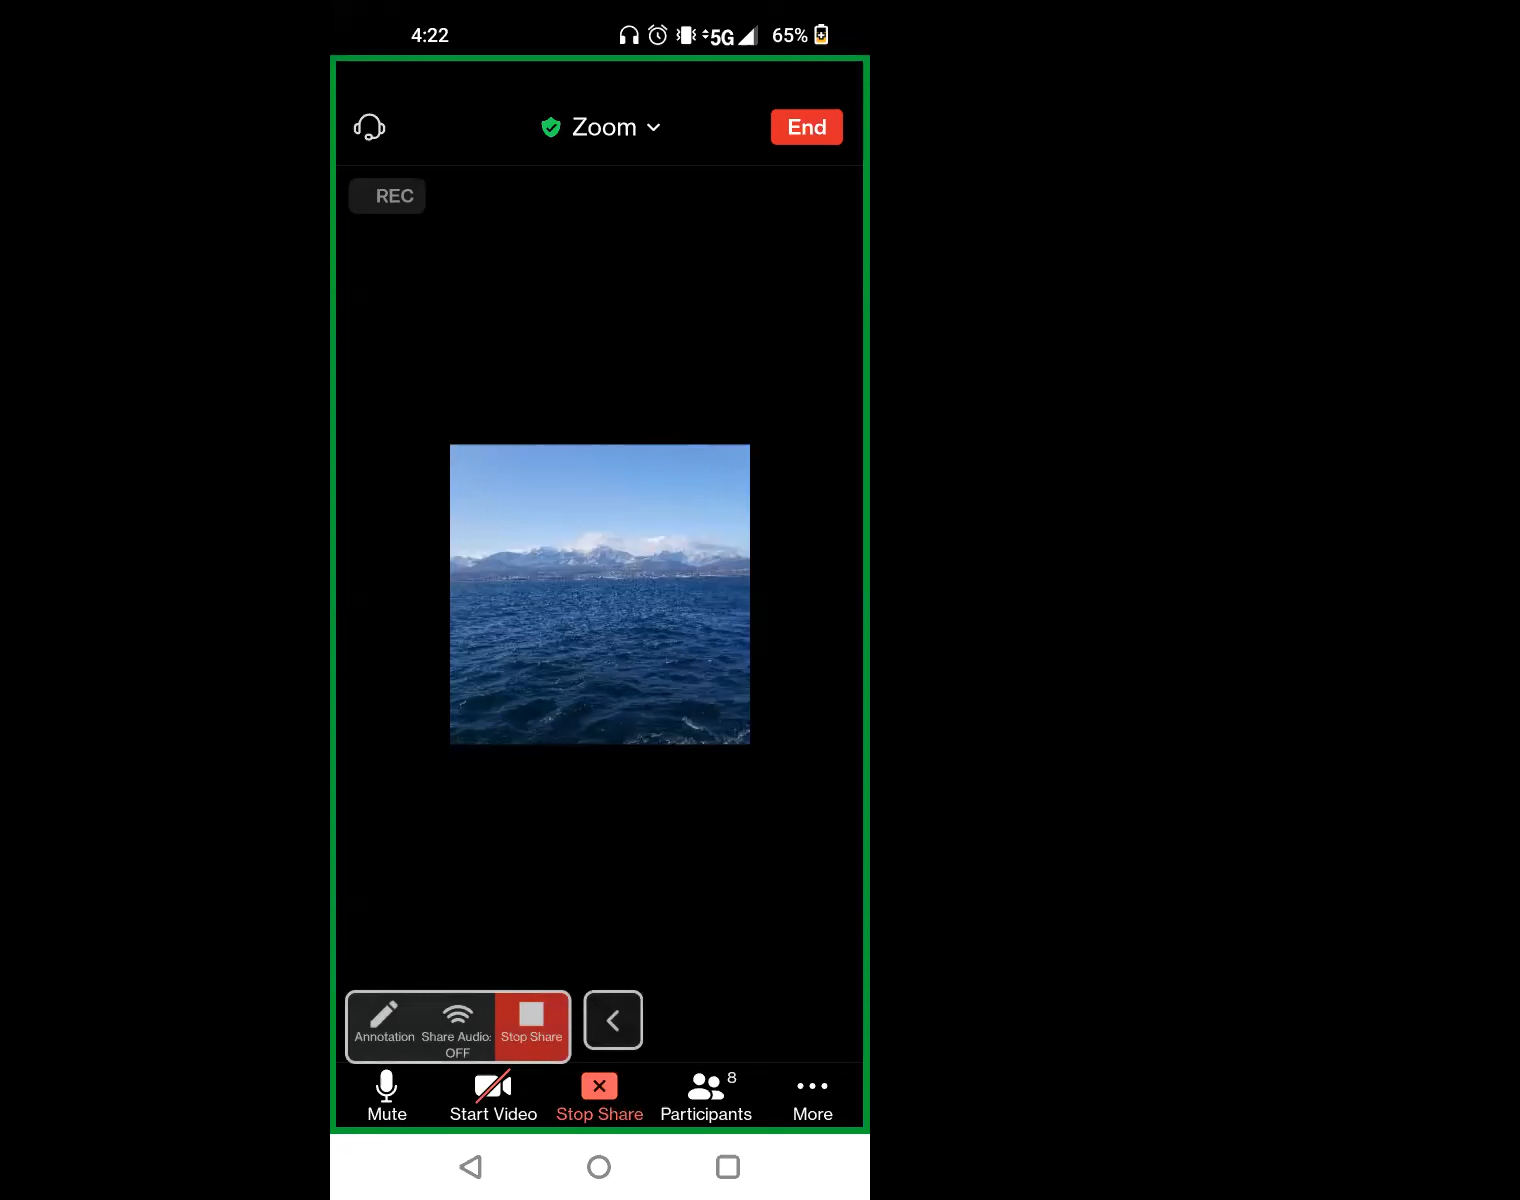 4:22 5G 65%
Zoom End
REC
Annotation Share Audio: Stop Share
OFF
8
Mute Start Video Stop Share Participants More